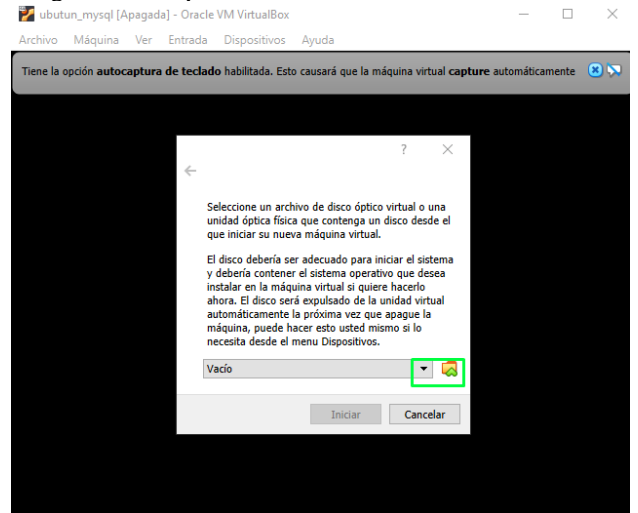 ubutun_mysql [Apagada] - Oracle VM VirtualBox
Archivo Máquina Ver Entrada Dispositivos Ayuda
Tiene la opción autocaptura de teclado habilitada. Esto causará que la máquina virtual capture automáticamente
?
Seleccione un archivo de disco óptico virtual o una
unidad óptica física que contenga un disco desde el
que iniciar su nueva máquina virtual.
El disco debería ser adecuado para iniciar el sistema
y debería contener el sistema operativo que desea
instalar en la máquina virtual si quiere hacerlo
ahora. El disco será expulsado de la unidad virtual
automáticamente la próxima vez que apague la
máquina, puede hacer esto usted mismo si lo
necesita desde el menu Dispositivos.
Vacío
Iniciar Cancelar